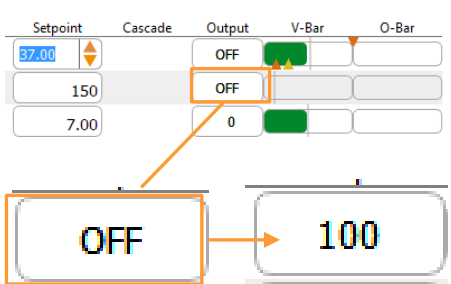 Setpoint Cascade Output V-Bar O-Bar
37.00 OFF
150 OFF
7.00 0
OFF 100